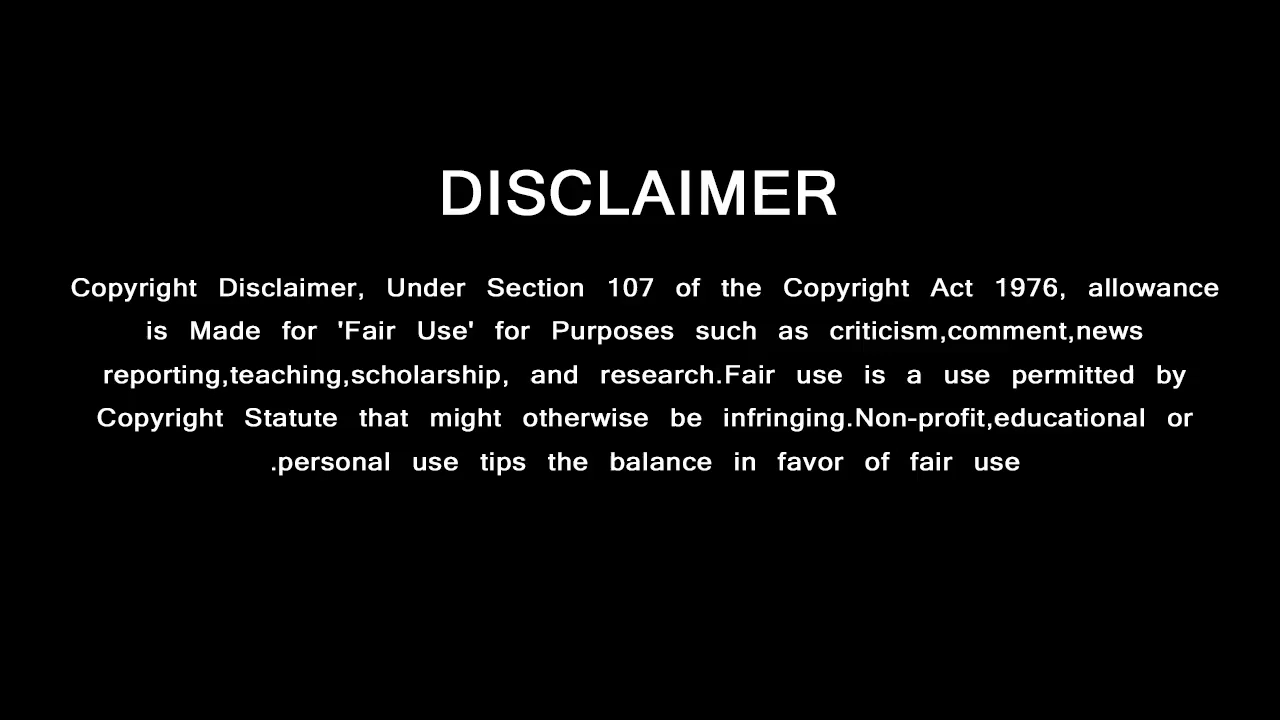 DISCLAIMER
Copyright Disclaimer, Under Section 107 of the Copyright Act 1976, allowance
is Made for 'Fair Use' for Purposes such as criticism,comment,news
reporting,teaching,scholarship, and research.Fair use is a use permitted by
Copyright Statute that might otherwise be infringing.Non-profit,educational or
.personal use tips the balance in favor of fair use